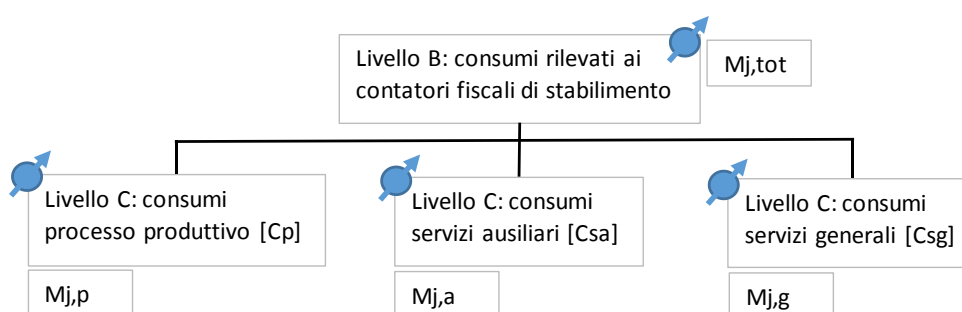 Livello B: consumi rilevati ai
contatori fiscali di stabilimento
Mj,tot
Livello C: consumi
processo produttivo [Cp]
Mj,p
Livello C: consumi
servizi ausiliari [Csa]
Mj,a
Livello C: consumi
servizi generali [Csg]
Mj,g